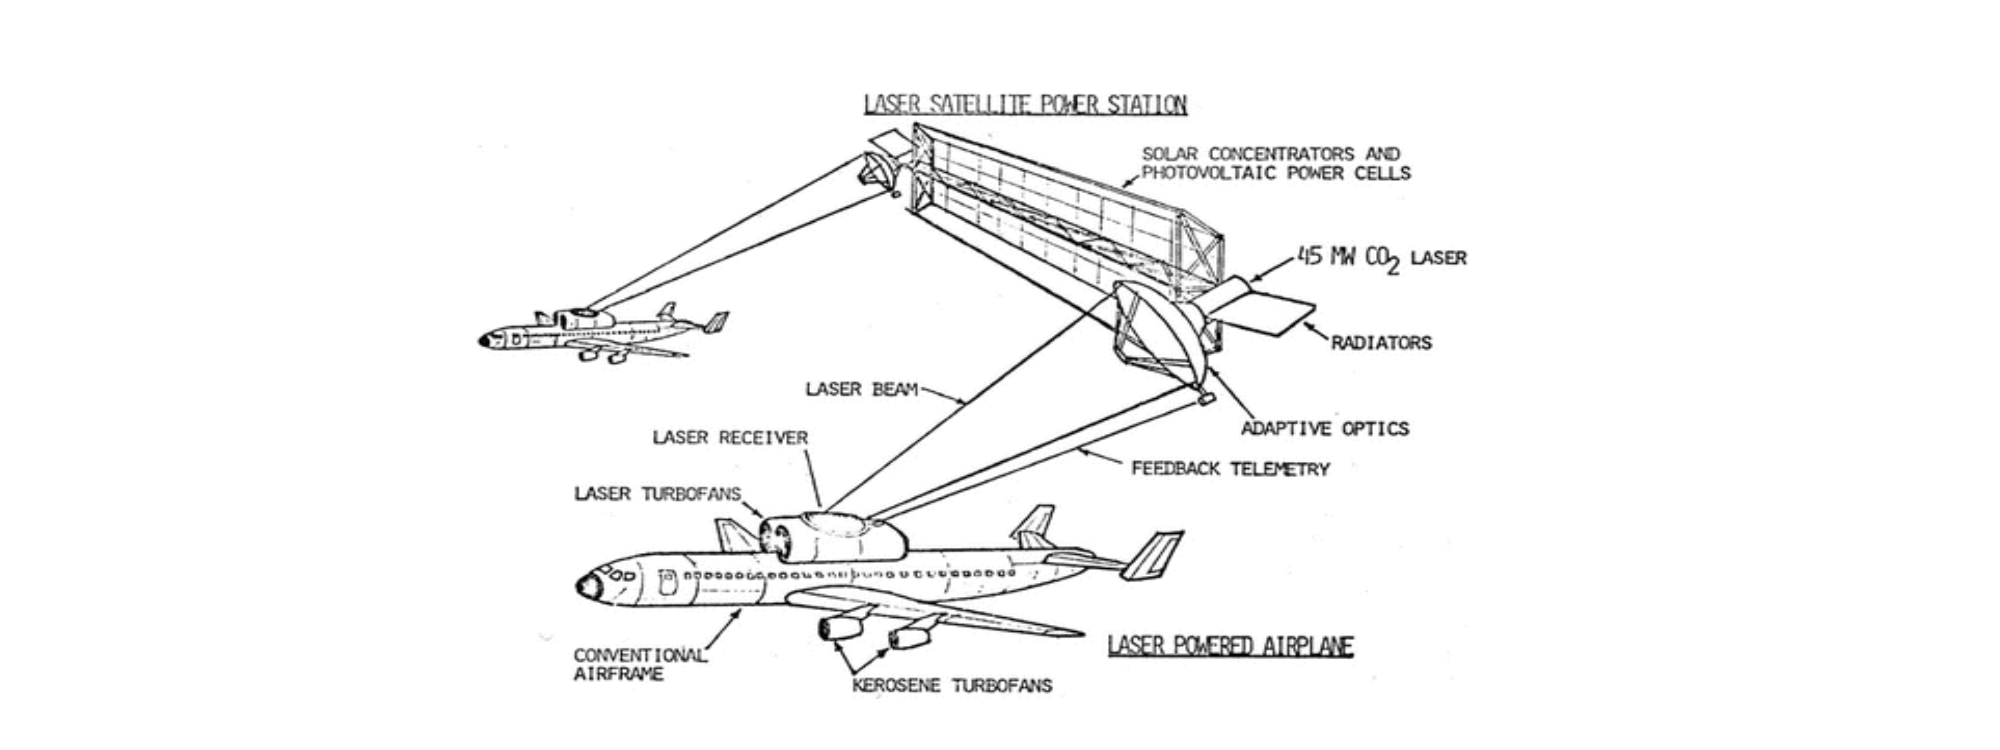 LASER SATELLITE POWER STATION
SOLAR CONCENTRATORS AND
PHOTOVOLTAIC POWER CELLS
45 MW CO2 LASER
RADIATORS
LASER BEAM
ADAPTIVE OPTICS
LASER RECEIVER
FEEDBACK TELEMETRY
LASER TURBOFANS
LASER POWERED AIRPLANE
CONVENTIONAL
AIRFRAME
KEROSENE TURBOFANS